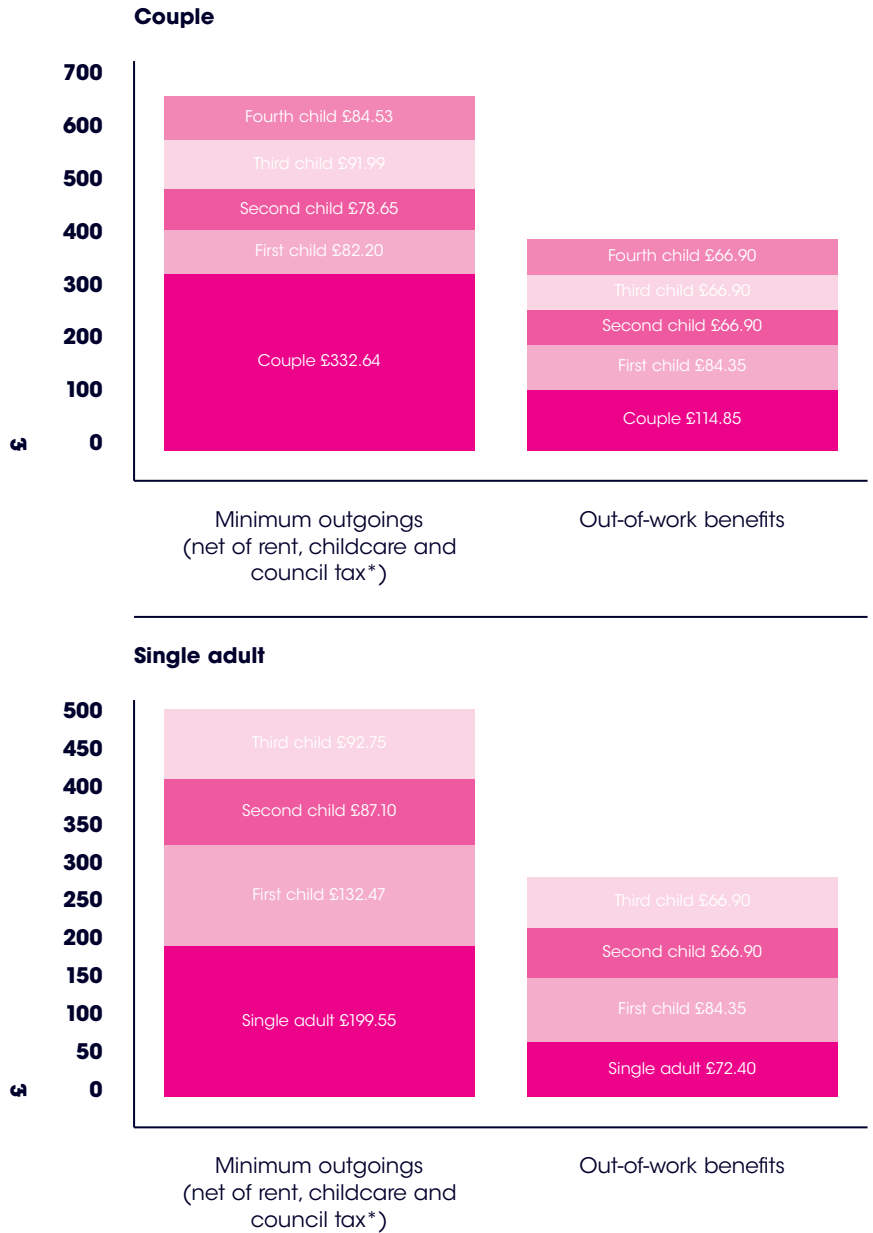 Couple
700
600
500
400
300
200
100
0
£
Fourth child £84.53
Third child £91.99
Second child £78.65
First child £82.20
Couple £332.64
Fourth child £66.90
Third child £66.90
Second child £66.90
First child £84.35
Couple £114.85
Minimum outgoings
(net of rent, childcare and
council tax*)
Out-of-work benefits
Single adult
500
450
400
350
300
250
200
150
100
50
0
£
Third child £92.75
Second child £87.10
First child £132.47
Single adult £199.55
Third child £66.90
Second child £66.90
First child £84.35
Single adult £72.40
Minimum outgoings
(net of rent, childcare and
council tax*)
Out-of-work benefits